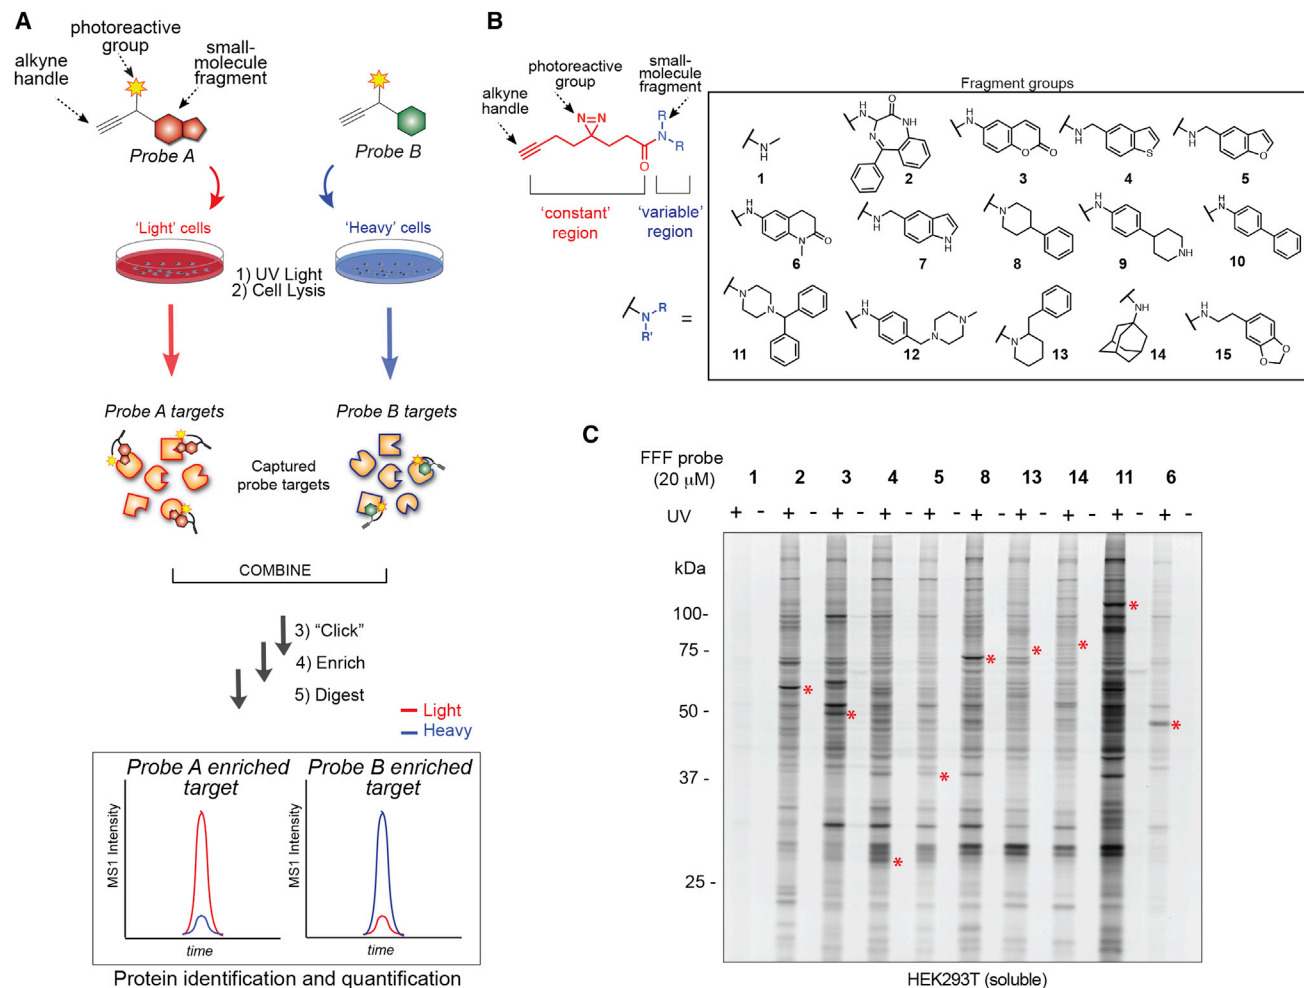 A
photoreactive
group
alkyne
handle
small-
molecule
fragment
Probe A
Probe B
'Light' cells
'Heavy' cells
1) UV Light
2) Cell Lysis
Probe A targets
Probe B targets
Captured
probe targets
COMBINE
3) “Click”
4) Enrich
5) Digest
Light
Heavy
Probe A enriched
target
Probe B enriched
target
MS1 Intensity
MS1 Intensity
time
time
Protein identification and quantification
B
photoreactive
group
small-
molecule
fragment
alkyne
handle
N=N
R
N
R
O
'constant'
region
'variable'
region
R
N
R'
=
Fragment groups
N
H
1
H
N
O
NH
N
2
H
N
O
O
3
H
N
S
4
H
N
O
5
H
N
N
O
6
H
N
N
H
7
N
8
H
N
NH
9
H
N
10
N
N
11
H
N
N
N
12
N
13
NH
14
H
N
O
O
15
C
FFF probe
(20 μM)
1 2 3 4 5 8 13 14 11 6
UV + - + - + - + - + - + - + - + - + - + -
kDa
100-
75 -
50 -
37 -
25 -
* * * * * * * * *
HEK293T (soluble)